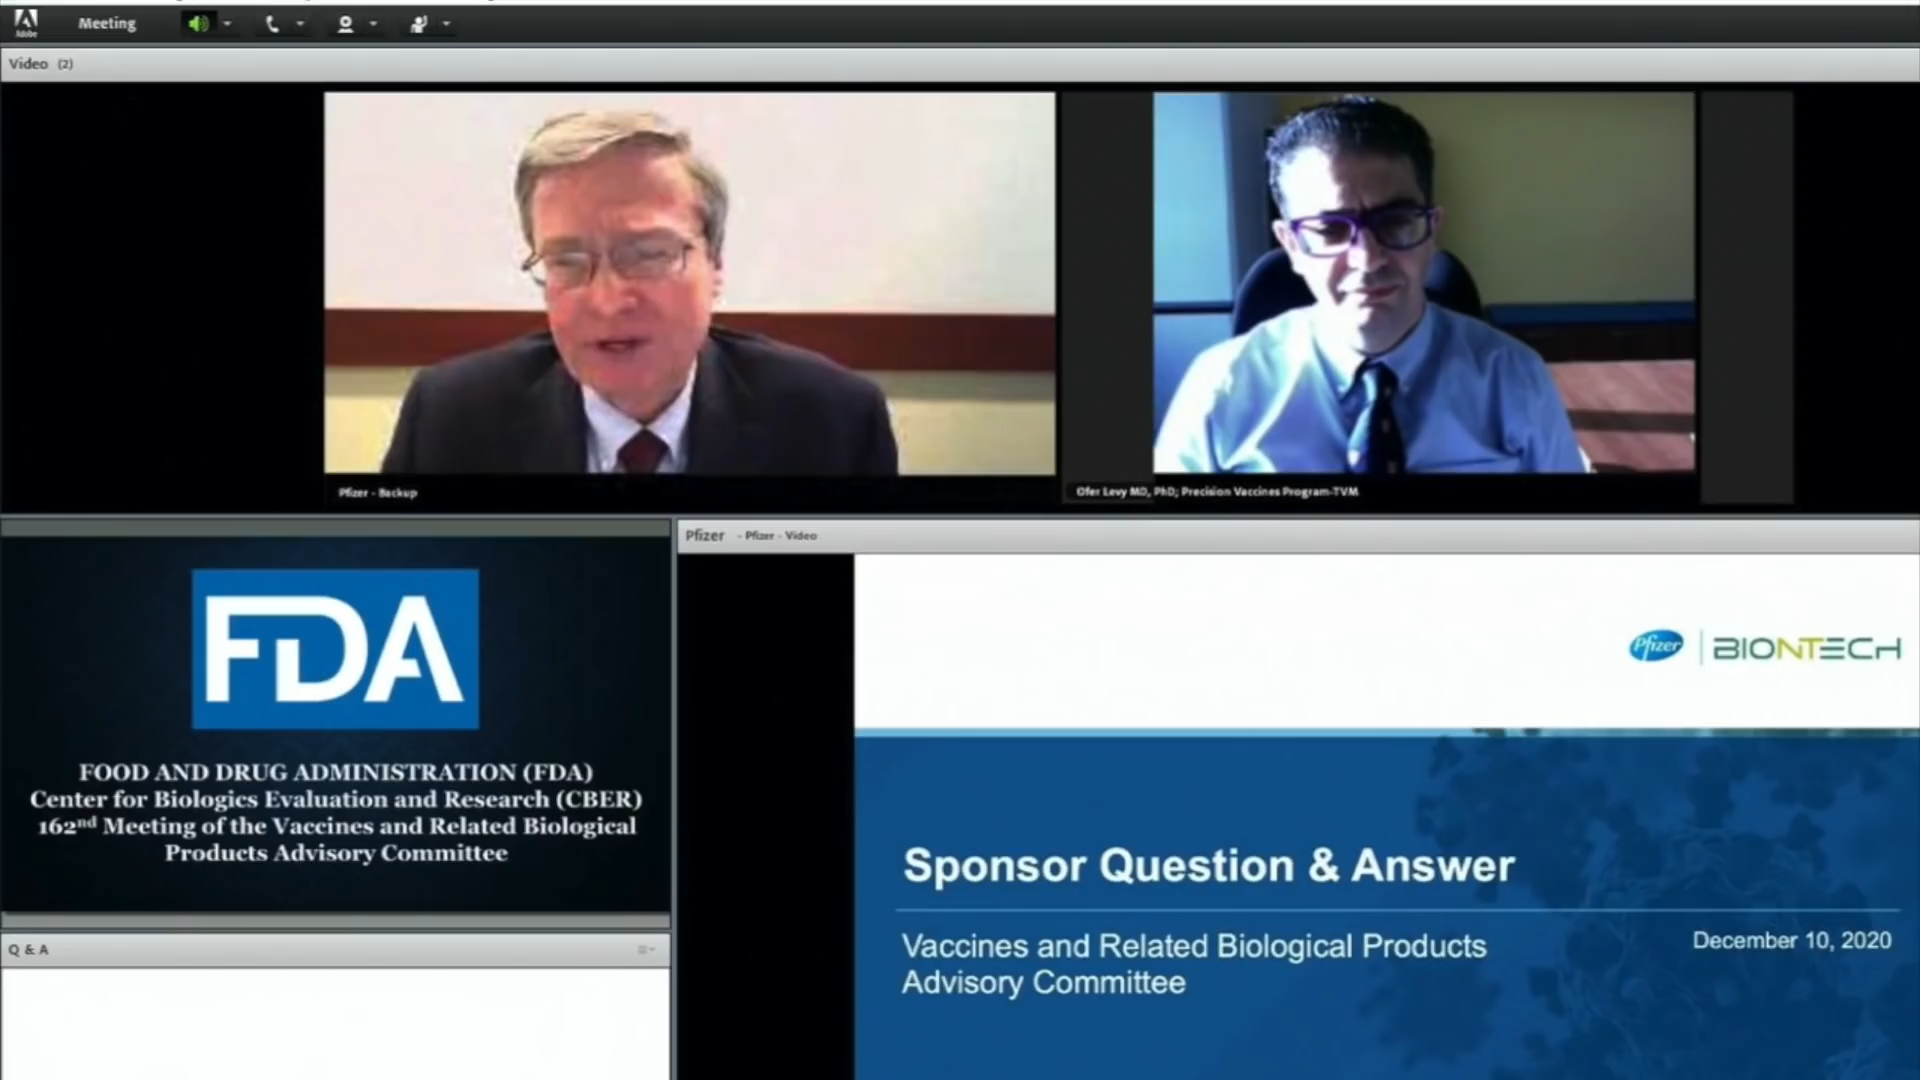 Adobe
Meeting
Video (2)
Pfizer - Backup
Ofer Levy MD, PhD; Precision Vaccines Program-TVM
FDA
FOOD AND DRUG ADMINISTRATION (FDA)
Center for Biologics Evaluation and Research (CBER)
162nd Meeting of the Vaccines and Related Biological
Products Advisory Committee
Q & A
Pfizer - Pfizer - Video
Pfizer BIONTECH
Sponsor Question & Answer
Vaccines and Related Biological Products
Advisory Committee
December 10, 2020